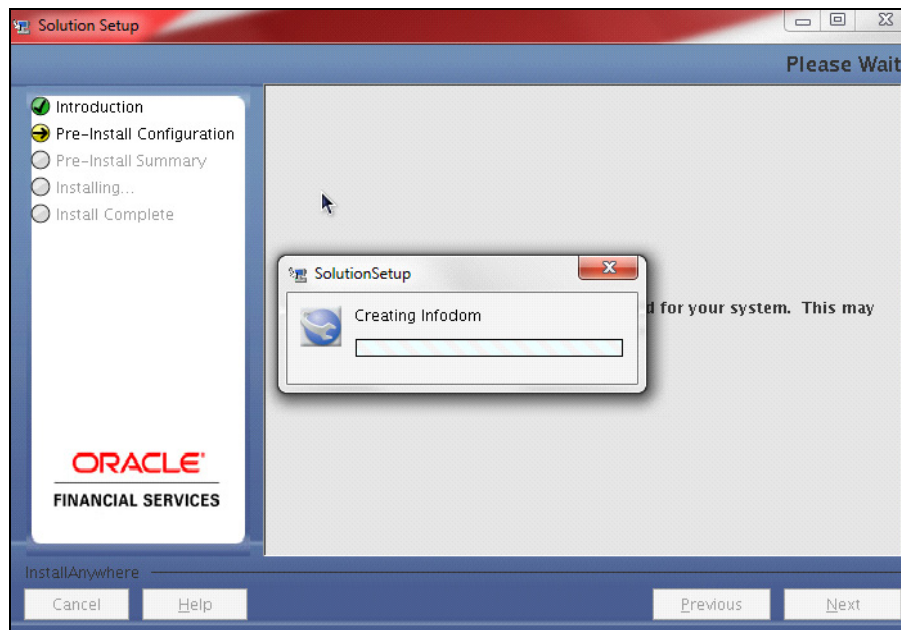 Solution Setup
Please Wait
Introduction
Pre-Install Configuration
Pre-Install Summary
Installing...
Install Complete
SolutionSetup
Creating Infodom
for your system. This may
ORACLE
FINANCIAL SERVICES
InstallAnywhere
Cancel
Help
Previous
Next